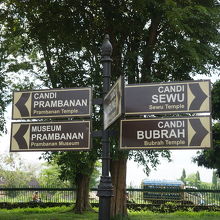 CANDI
PRAMBANAN
Prambanan Temple
MUSEUM
PRAMBANAN
Prambanan Museum
CANDI
SEWU
Sewu Temple
CANDI
BUBRAH
Bubrah Temple